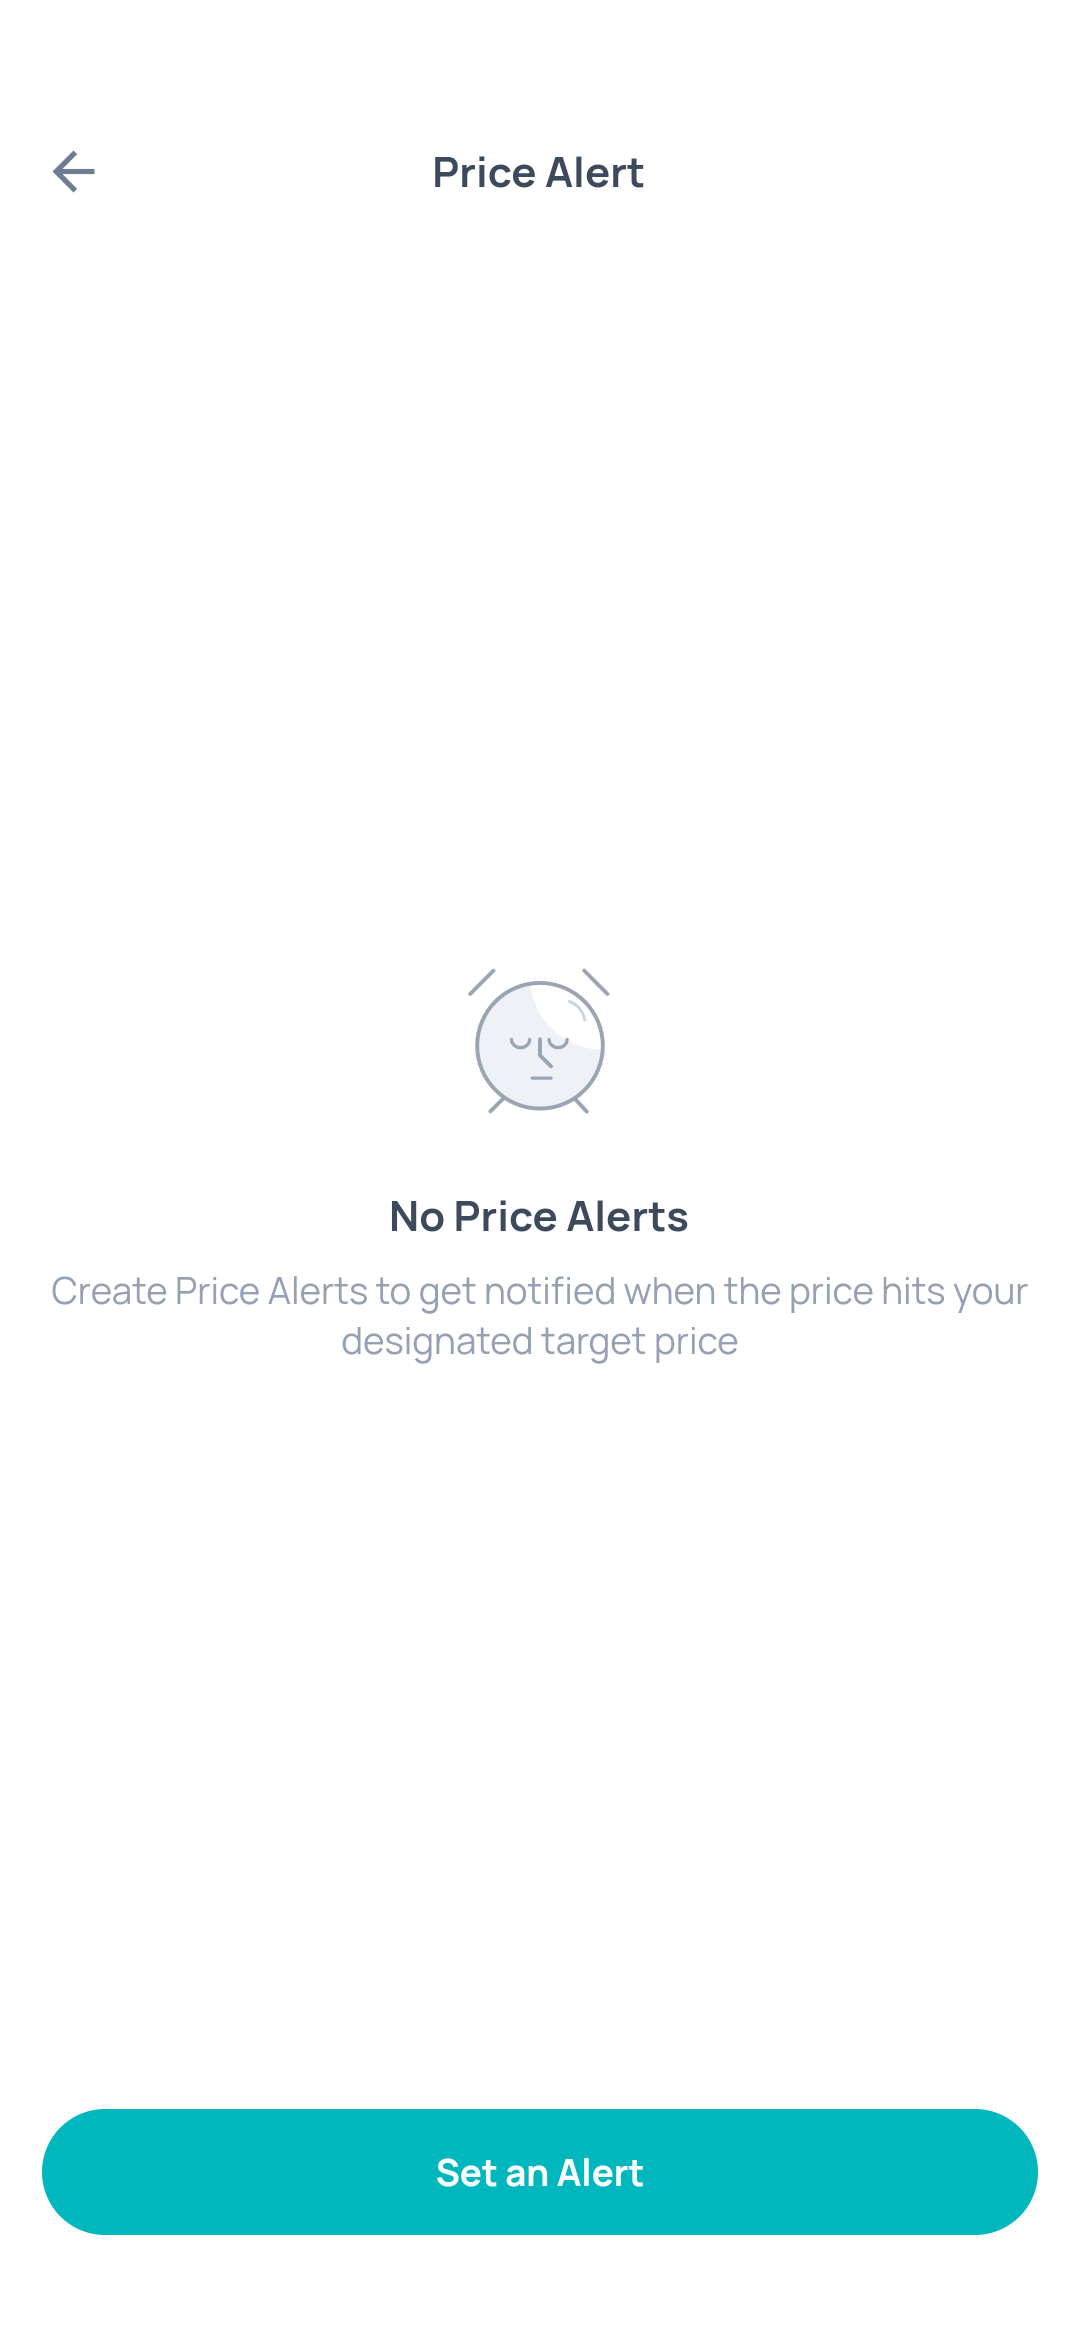 Price Alert
No Price Alerts
Create Price Alerts to get notified when the price hits your
designated target price
Set an Alert